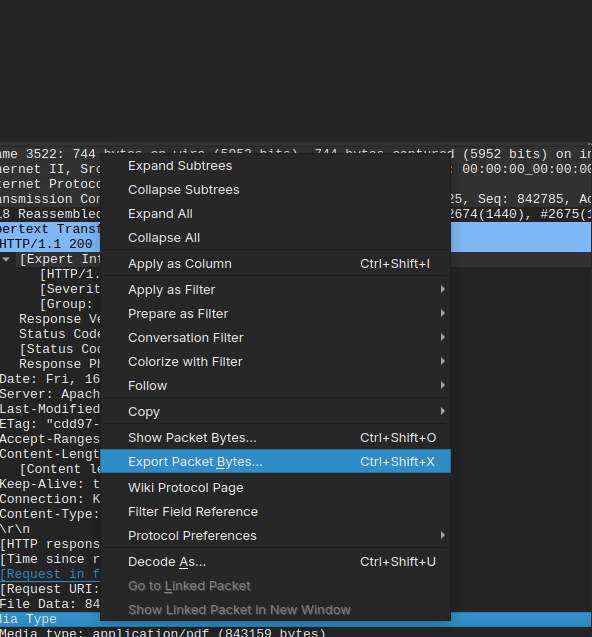 ame 3522: 744 bytes on wire (5952 bits), 744 bytes captured (5952 bits) on in
hernet II, Src : 00:00:00_00:00:00
ternet Protoco
ansmission Con 25, Seq: 842785, Ac
18 Reassembled 2674(1440), #2675(1
pertext Transf
HTTP/1.1 200
[Expert Inf
[HTTP/1.
[Severit
[Group:
Response Ve
Status Code
[Status Cod
Response Ph
Date: Fri, 16
Server: Apach
Last-Modified
ETag: "cdd97-
Accept-Ranges
Content-Lengt
[Content le
Keep-Alive: t
Connection: K
Content-Type:
\r\n
[HTTP respons
[Time since r
[Request in f
[Request URI:
File Data: 84
dia Type
Media type: application/pdf (843159 bytes)
Expand Subtrees
Collapse Subtrees
Expand All
Collapse All
Apply as Column Ctrl+Shift+I
Apply as Filter
Prepare as Filter
Conversation Filter
Colorize with Filter
Follow
Copy
Show Packet Bytes... Ctrl+Shift+O
Export Packet Bytes... Ctrl+Shift+X
Wiki Protocol Page
Filter Field Reference
Protocol Preferences
Decode As... Ctrl+Shift+U
Go to Linked Packet
Show Linked Packet in New Window